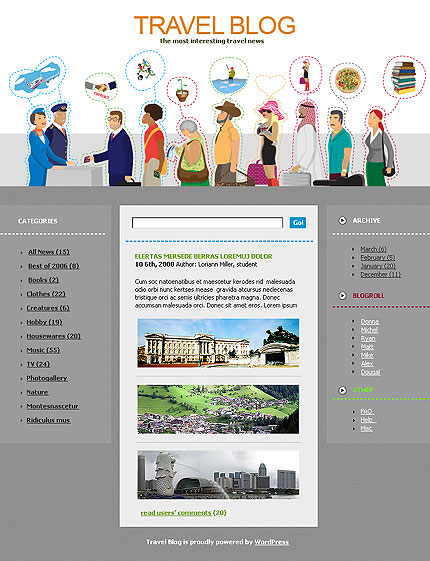 TRAVEL BLOG
the most interesting travel news
CONTRACT
CATEGORIES
All News (15)
Best of 2006 (8)
Books (2)
Clothes (22)
Creatures (6)
Hobby (19)
Housewares (20)
Music (55)
TV (24)
Photogallery
Nature
Montesnascetur
Ridiculus mus
Go!
ELERTAS MERSEDE BERRAS LOREMUJ DOLOR
10 6th, 2008 Author: Loriann Miller, student
Cum soc natoenatibus et maescetur kerodes rid malesuada
odio orbi nunc kertses mease gravida arcursus nedecenas
tristique orci ac semis ultricies pharetra magna. Donec
accumsan malesuada orci. Donec sit amet eros. Lorem ipsum
read users' comments (20)
ARCHIVE
March (6)
February (5)
January (20)
December (11)
BLOGROLL
Donna
Michel
Ryan
Matt
Mike
Alex
Dougal
OTHER
FAQ
Help
Misc
Travel Blog is proudly powered by WordPress